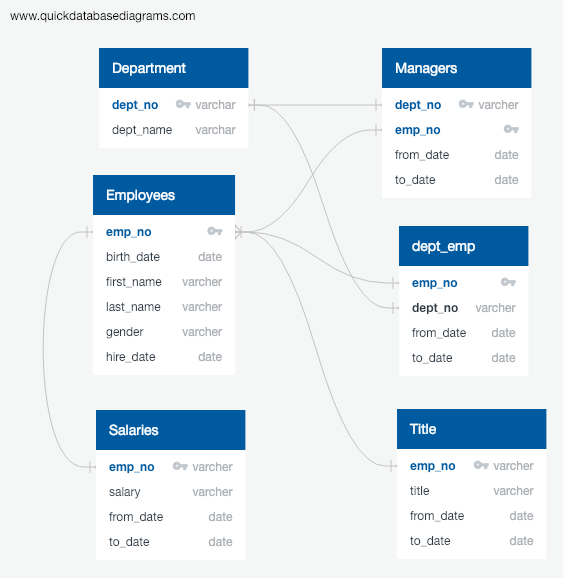 www.quickdatabasediagrams.com
Department
dept_no varchar
dept_name varchar
Managers
dept_no varcher
emp_no
from_date date
to_date date
Employees
emp_no
birth_date date
first_name varcher
last_name varcher
gender varcher
hire_date date
dept_emp
emp_no
dept_no varcher
from_date date
to_date date
Salaries
emp_no varcher
salary varcher
from_date date
to_date date
Title
emp_no varcher
title varcher
from_date date
to_date date